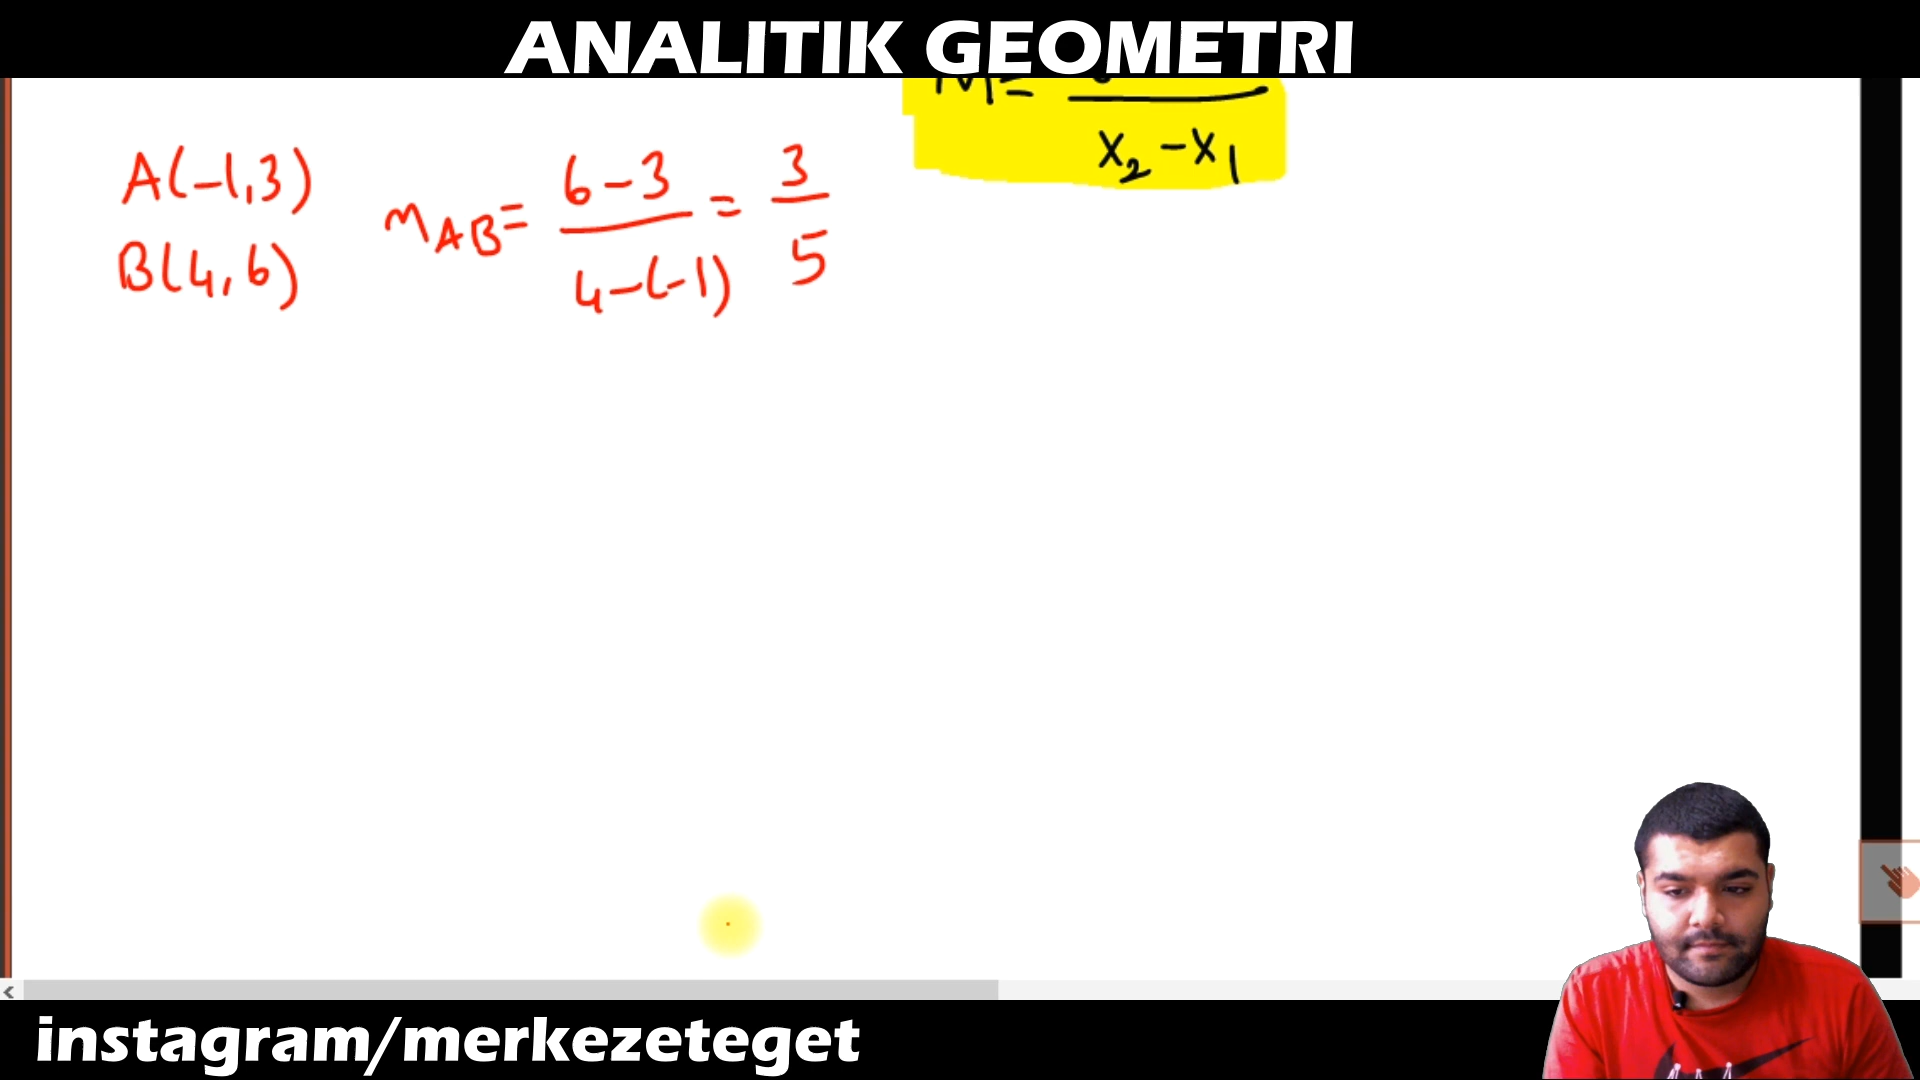 ANALITIK GEOMETRI
M=
x₂-x₁
A(-1,3)
B(4,6)
m_AB = 6-3 / 4-(-1) = 3/5
instagram/merkezeteget